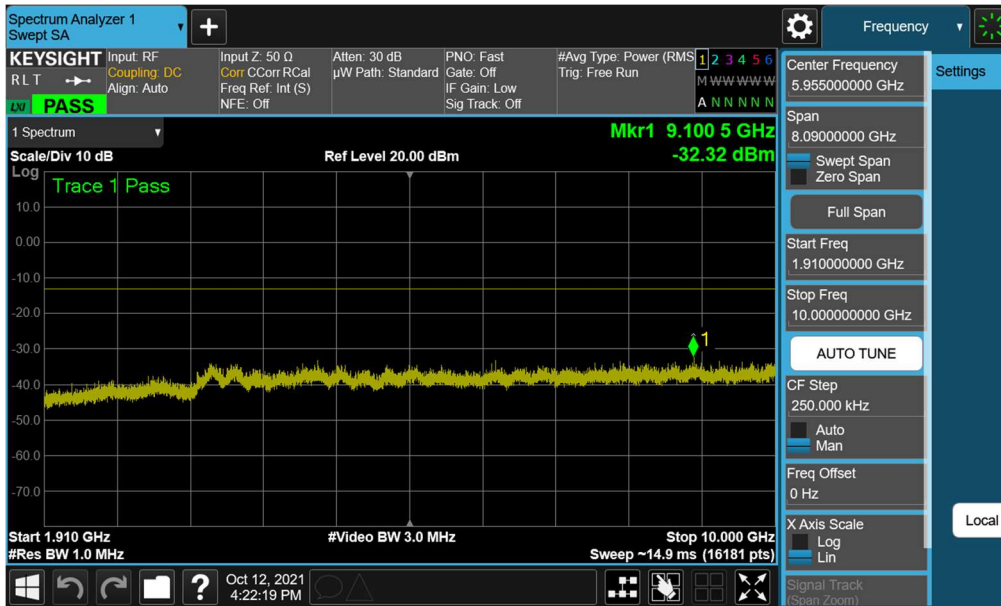 Spectrum Analyzer 1
Swept SA
+
Frequency
KEYSIGHT
RLT
LXI PASS
Input: RF
Coupling: DC
Align: Auto
Input Z: 50 Ω
Corr CCorr RCal
Freq Ref: Int (S)
NFE: Off
Atten: 30 dB
µW Path: Standard
PNO: Fast
Gate: Off
IF Gain: Low
Sig Track: Off
#Avg Type: Power (RMS
Trig: Free Run
1 2 3 4 5 6
M W W W W W
A N N N N N
1 Spectrum
Scale/Div 10 dB
Ref Level 20.00 dBm
Mkr1 9.100 5 GHz
-32.32 dBm
Log
Trace 1 Pass
10.0
0.00
-10.0
-20.0
-30.0
-40.0
-50.0
-60.0
-70.0
1
Start 1.910 GHz
#Video BW 3.0 MHz
Stop 10.000 GHz
#Res BW 1.0 MHz
Sweep ~14.9 ms (16181 pts)
Center Frequency
5.955000000 GHz
Span
8.09000000 GHz
Swept Span
Zero Span
Full Span
Start Freq
1.910000000 GHz
Stop Freq
10.000000000 GHz
AUTO TUNE
CF Step
250.000 kHz
Auto
Man
Freq Offset
0 Hz
X Axis Scale
Log
Lin
Signal Track
(Span Zoom)
Settings
Local
?
Oct 12, 2021
4:22:19 PM